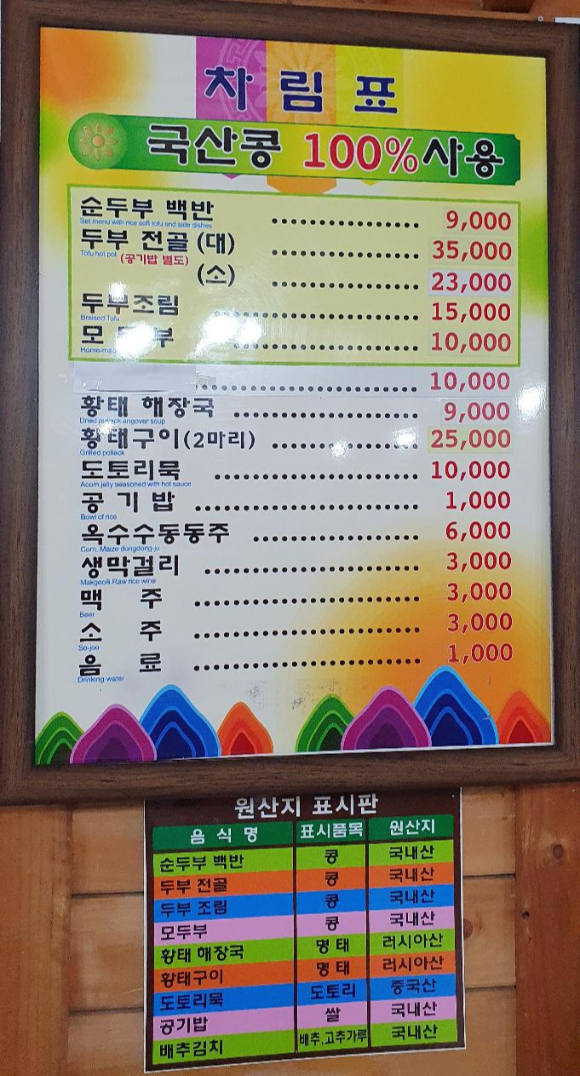 차림표
국산콩 100%사용
순두부 백반 9,000
Set menu with rice soft tofu and side dishes
두부 전골 (대) 35,000
Tofu hot pot (공기밥 별도)
(소) 23,000
두부조림 15,000
Braised Tofu
모 두부 10,000
10,000
황태 해장국 9,000
황태구이(2마리) 25,000
Grilled pollack
도토리묵 10,000
Acorn jelly seasoned with hot sauce
공기밥 1,000
Bowl of rice
옥수수동동주 6,000
Corn, Maize dongdong-ju
생막걸리 3,000
Makgeolli.Raw rice wine
맥 주 3,000
Beer
소 주 3,000
So-joo
음 료 1,000
Drinking water
원산지 표시판
음 식 명 표시품목 원산지
순두부 백반 콩 국내산
두부 전골 콩 국내산
두부 조림 콩 국내산
모두부 콩 국내산
황태 해장국 명태 러시아산
황태구이 명태 러시아산
도토리묵 도토리 중국산
공기밥 쌀 국내산
배추김치 배추,고추가루 국내산